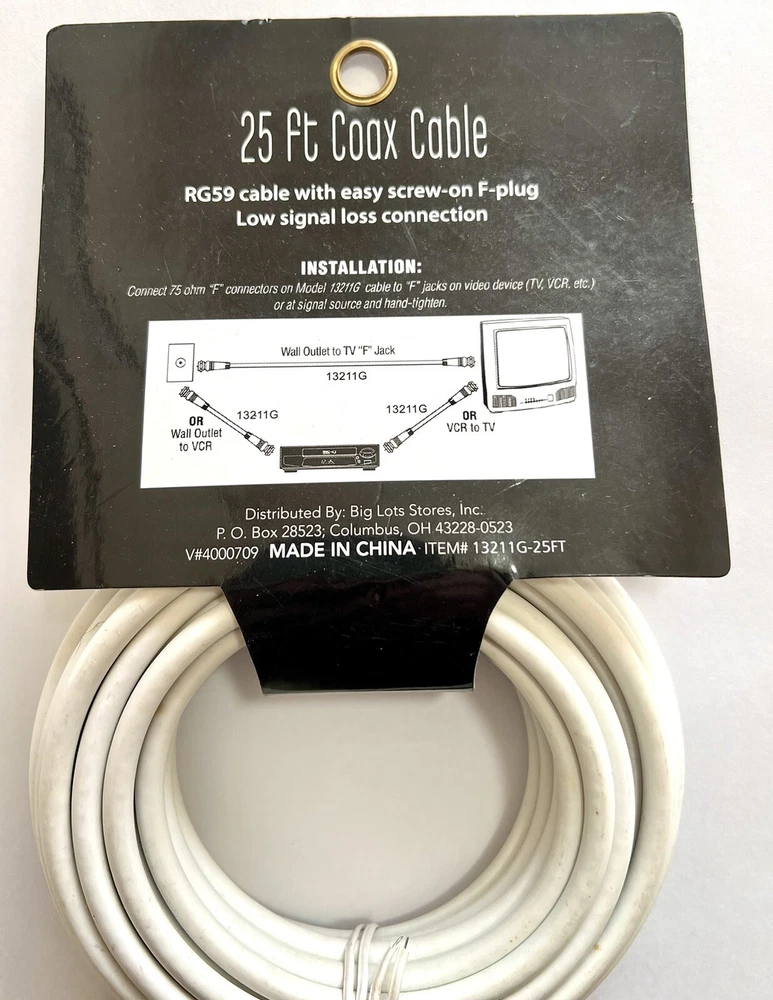 25 ft Coax Cable
RG59 cable with easy screw-on F-plug
Low signal loss connection
INSTALLATION:
Connect 75 ohm "F" connectors on Model 13211G cable to "F" jacks on video device (TV, VCR, etc.)
or at signal source and hand-tighten.
Wall Outlet to TV "F" Jack
13211G
OR
Wall Outlet
to VCR
13211G
13211G
OR
VCR to TV
Distributed By: Big Lots Stores, Inc.
P. O. Box 28523; Columbus, OH 43228-0523
V#4000709 MADE IN CHINA ITEM# 13211G-25FT